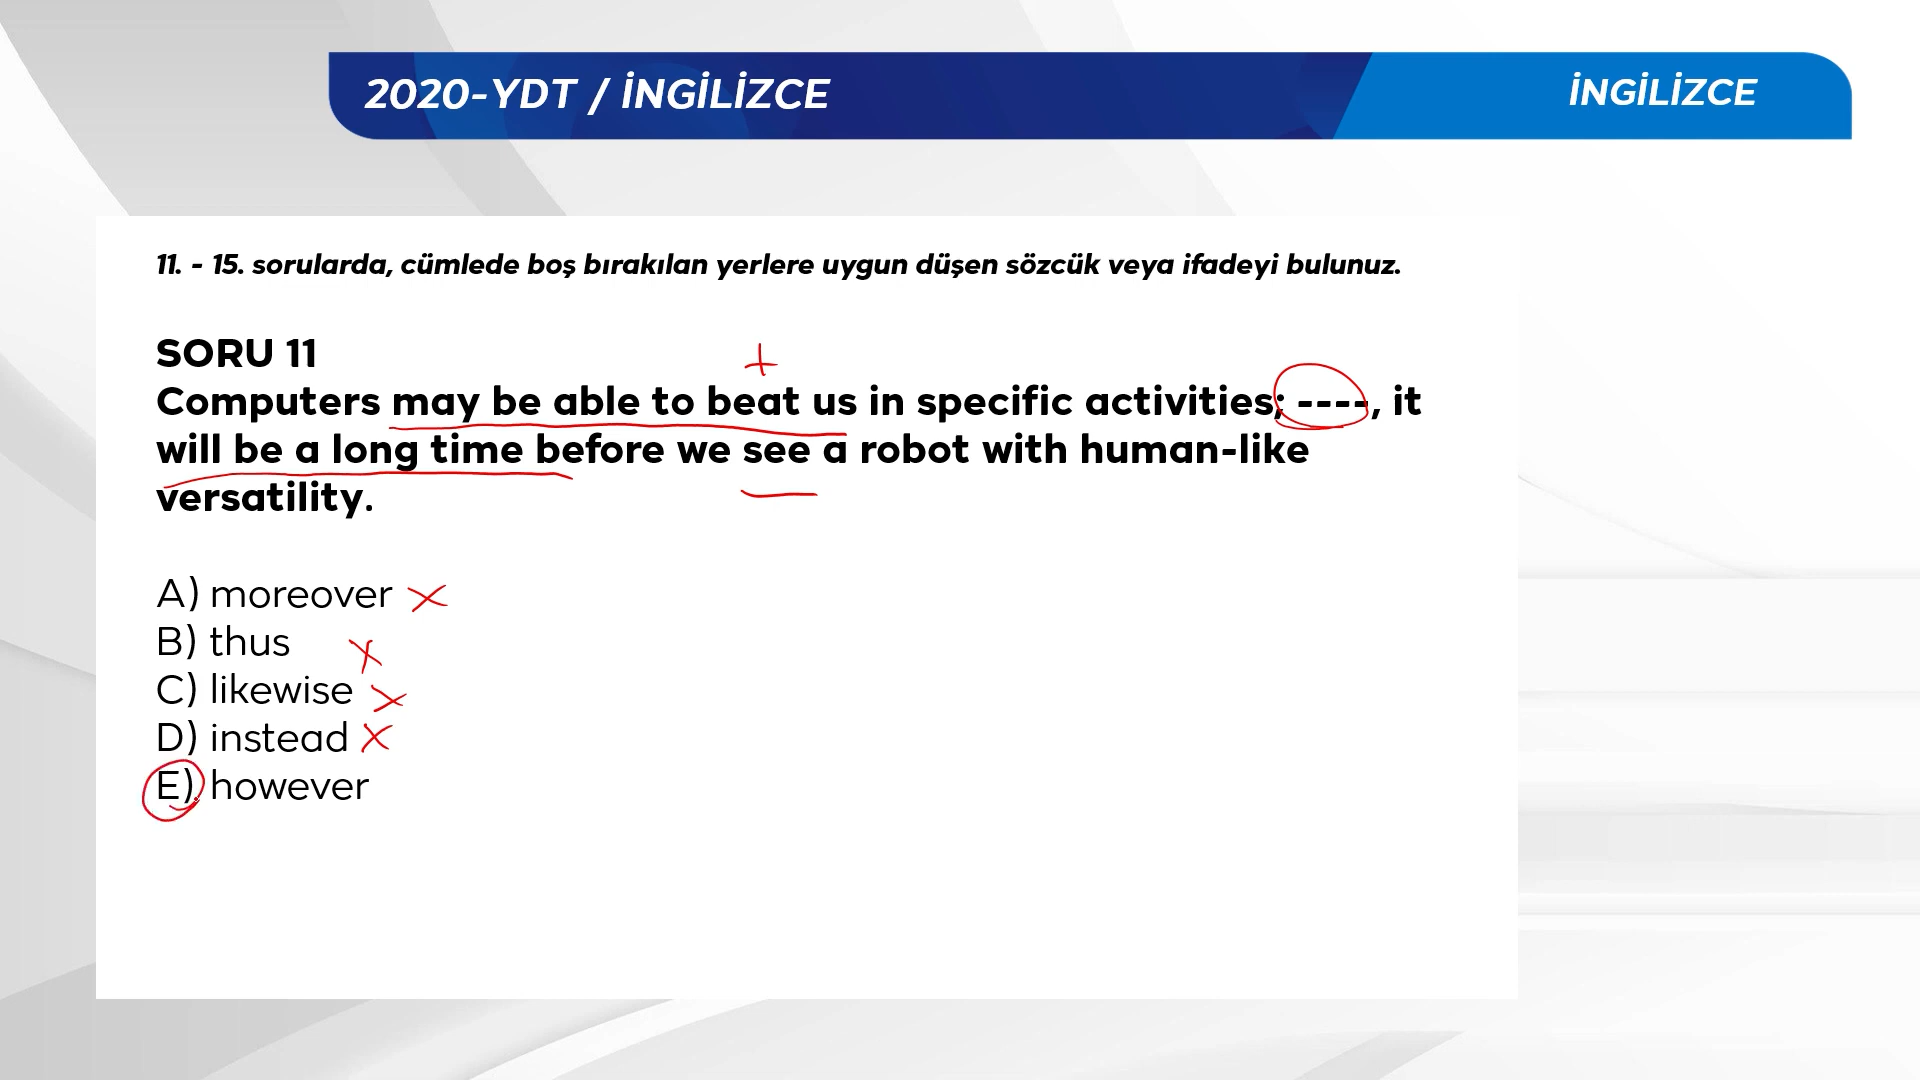 2020-YDT / İNGİLİZCE
İNGİLİZCE
11. - 15. sorularda, cümlede boş bırakılan yerlere uygun düşen sözcük veya ifadeyi bulunuz.
SORU 11
Computers may be able to beat us in specific activities; ----, it
will be a long time before we see a robot with human-like
versatility.
A) moreover
B) thus
C) likewise
D) instead
E) however